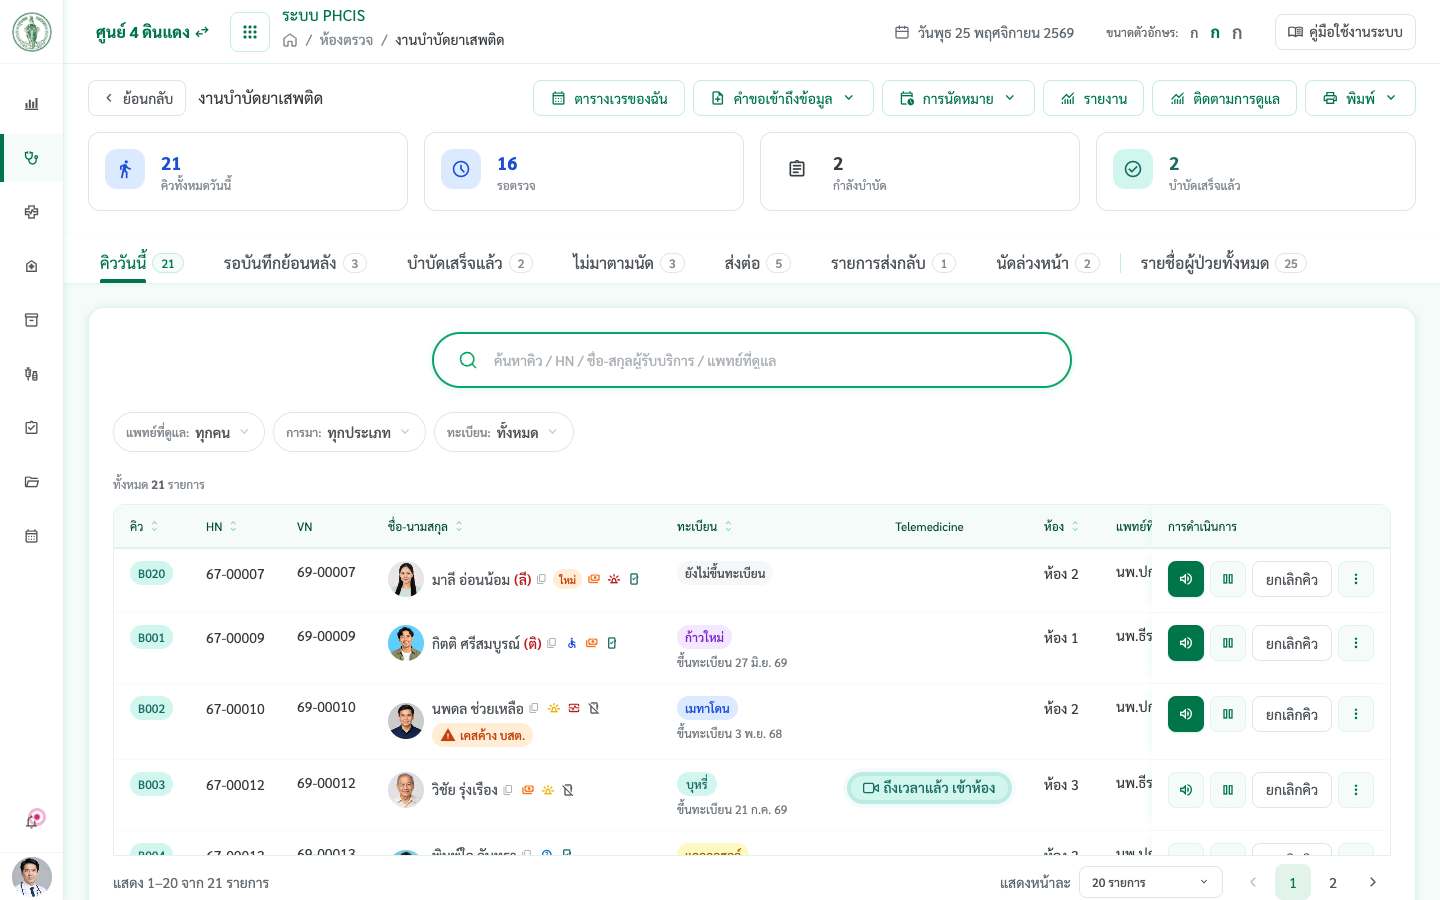 ศูนย์ 4 ดินแดง
ระบบ PHCIS
/ ห้องตรวจ / งานบำบัดยาเสพติด
วันพุธ 25 พฤศจิกายน 2569
ขนาดตัวอักษร: ก ก ก
คู่มือใช้งานระบบ
ย้อนกลับ
งานบำบัดยาเสพติด
ตารางเวรของฉัน
คำขอเข้าถึงข้อมูล
การนัดหมาย
รายงาน
ติดตามการดูแล
พิมพ์
21
คิวทั้งหมดวันนี้
16
รอตรวจ
2
กำลังบำบัด
2
บำบัดเสร็จแล้ว
คิววันนี้ 21
รอบันทึกย้อนหลัง 3
บำบัดเสร็จแล้ว 2
ไม่มาตามนัด 3
ส่งต่อ 5
รายการส่งกลับ 1
นัดล่วงหน้า 2
รายชื่อผู้ป่วยทั้งหมด 25
ค้นหาคิว / HN / ชื่อ-สกุลผู้รับบริการ / แพทย์ที่ดูแล
แพทย์ที่ดูแล: ทุกคน
การมา: ทุกประเภท
ทะเบียน: ทั้งหมด
ทั้งหมด 21 รายการ
คิว HN VN ชื่อ-นามสกุล ทะเบียน Telemedicine ห้อง แพทย์ที่ การดำเนินการ
B020 67-00007 69-00007 มาลี อ่อนน้อม (ลี) ใหม่ ยังไม่ขึ้นทะเบียน ห้อง 2 นพ.ปก ยกเลิกคิว
B001 67-00009 69-00009 กิตติ ศรีสมบูรณ์ (ติ) ก้าวใหม่ ห้อง 1 นพ.ธีร ยกเลิกคิว
ขึ้นทะเบียน 27 มิ.ย. 69
B002 67-00010 69-00010 นพดล ช่วยเหลือ เมทาโดน ห้อง 2 นพ.ปก ยกเลิกคิว
เคสค้าง บสต. ขึ้นทะเบียน 3 พ.ย. 68
B003 67-00012 69-00012 วิชัย รุ่งเรือง บุหรี่ ถึงเวลาแล้ว เข้าห้อง ห้อง 3 นพ.ธีร ยกเลิกคิว
ขึ้นทะเบียน 21 ก.ค. 69
B004 67-00013 69-00013
แสดง 1–20 จาก 21 รายการ
แสดงหน้าละ 20 รายการ 1 2